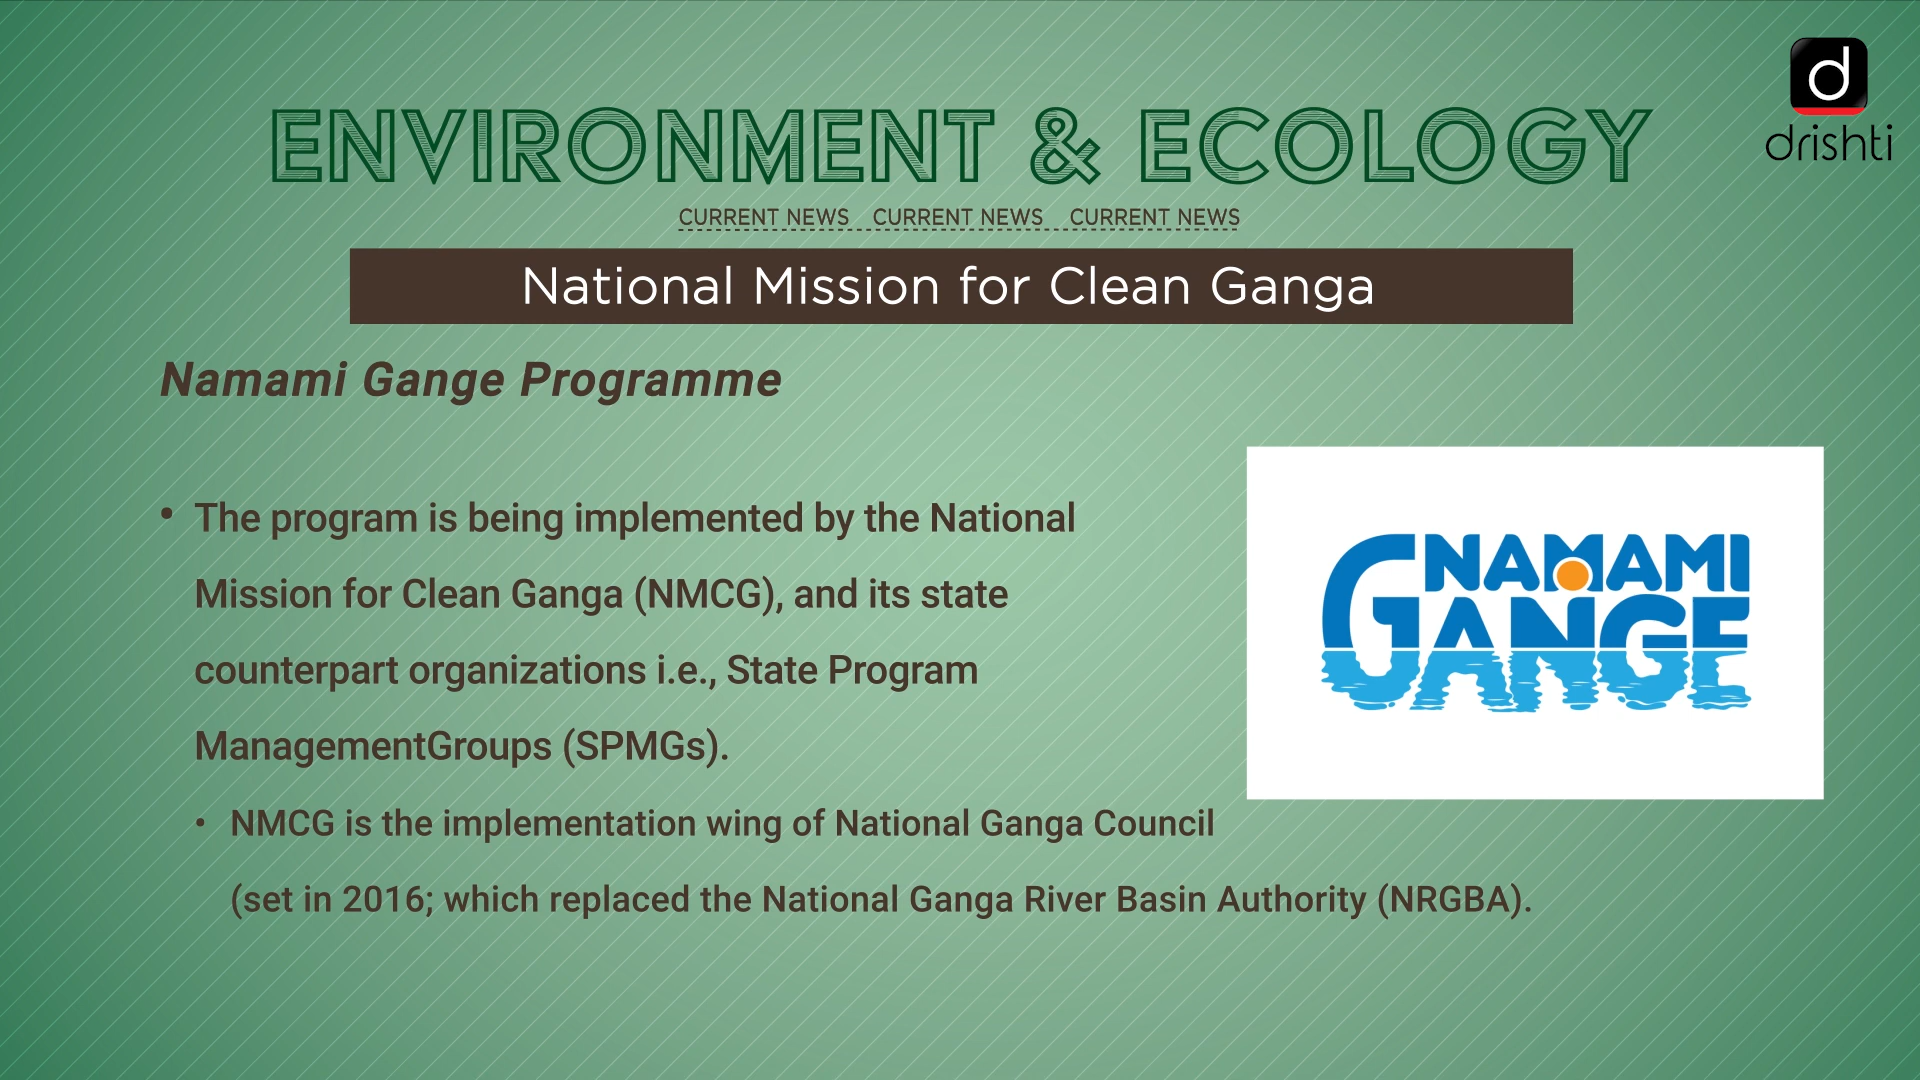 ENVIRONMENT & ECOLOGY
d
drishti
CURRENT NEWS CURRENT NEWS CURRENT NEWS
National Mission for Clean Ganga
Namami Gange Programme
• The program is being implemented by the National
Mission for Clean Ganga (NMCG), and its state
counterpart organizations i.e., State Program
ManagementGroups (SPMGs).
• NMCG is the implementation wing of National Ganga Council
(set in 2016; which replaced the National Ganga River Basin Authority (NRGBA).
NAMAMI
GANGE